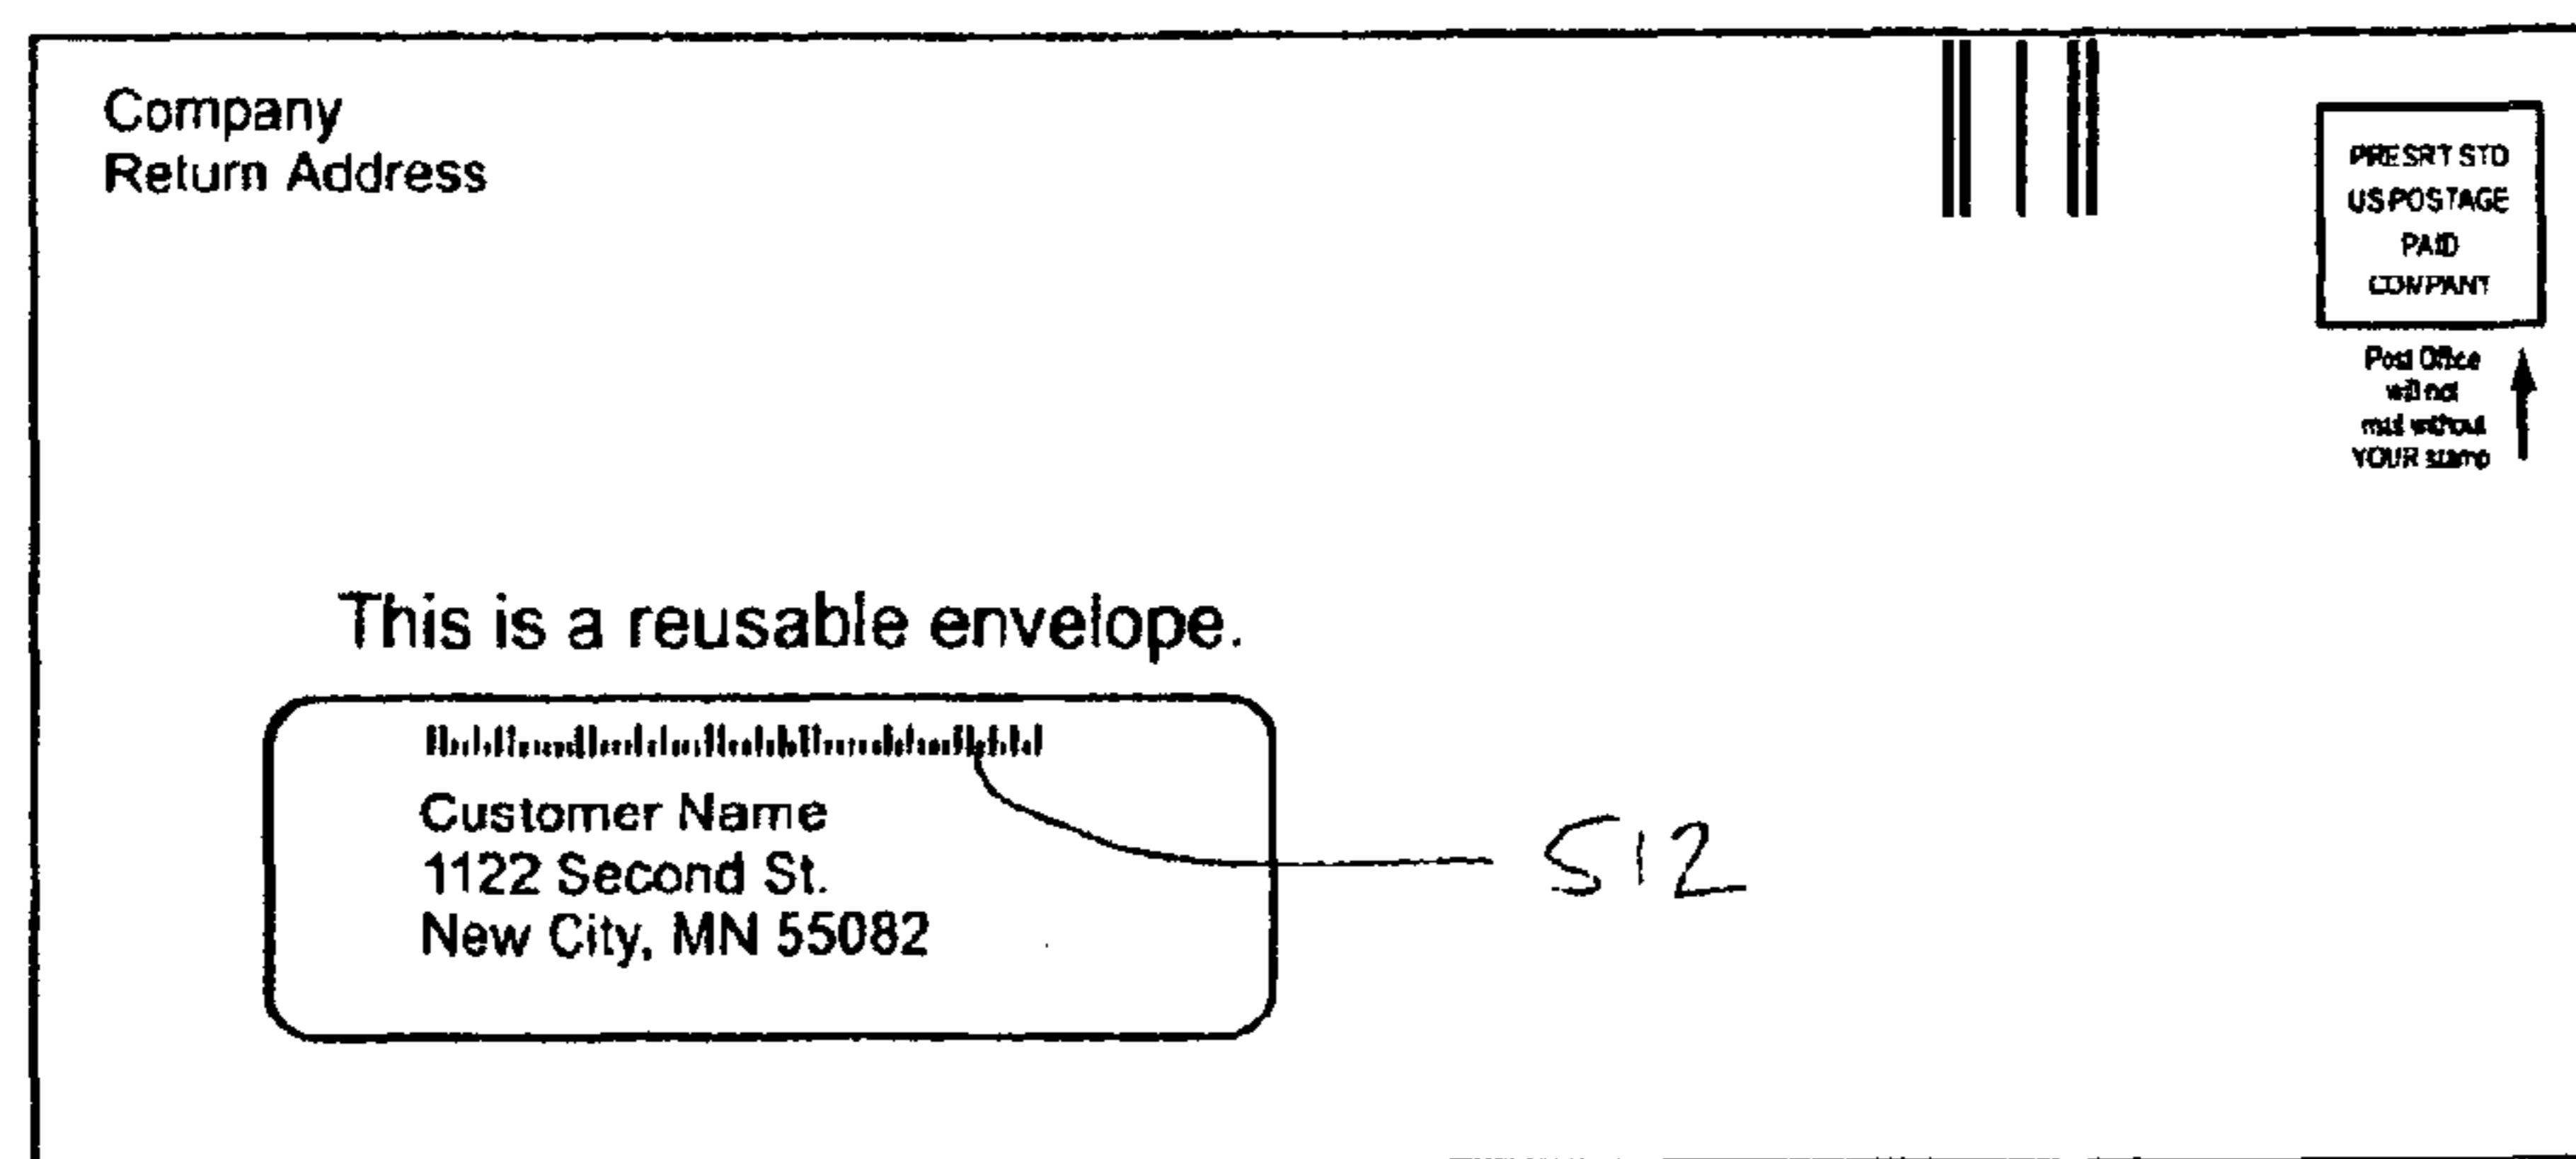 Company
Return Address
PRESRT STD
US POSTAGE
PAID
COMPANY
Post Office
will not
mail without
YOUR stamp
This is a reusable envelope.
Customer Name
1122 Second St.
New City, MN 55082
512